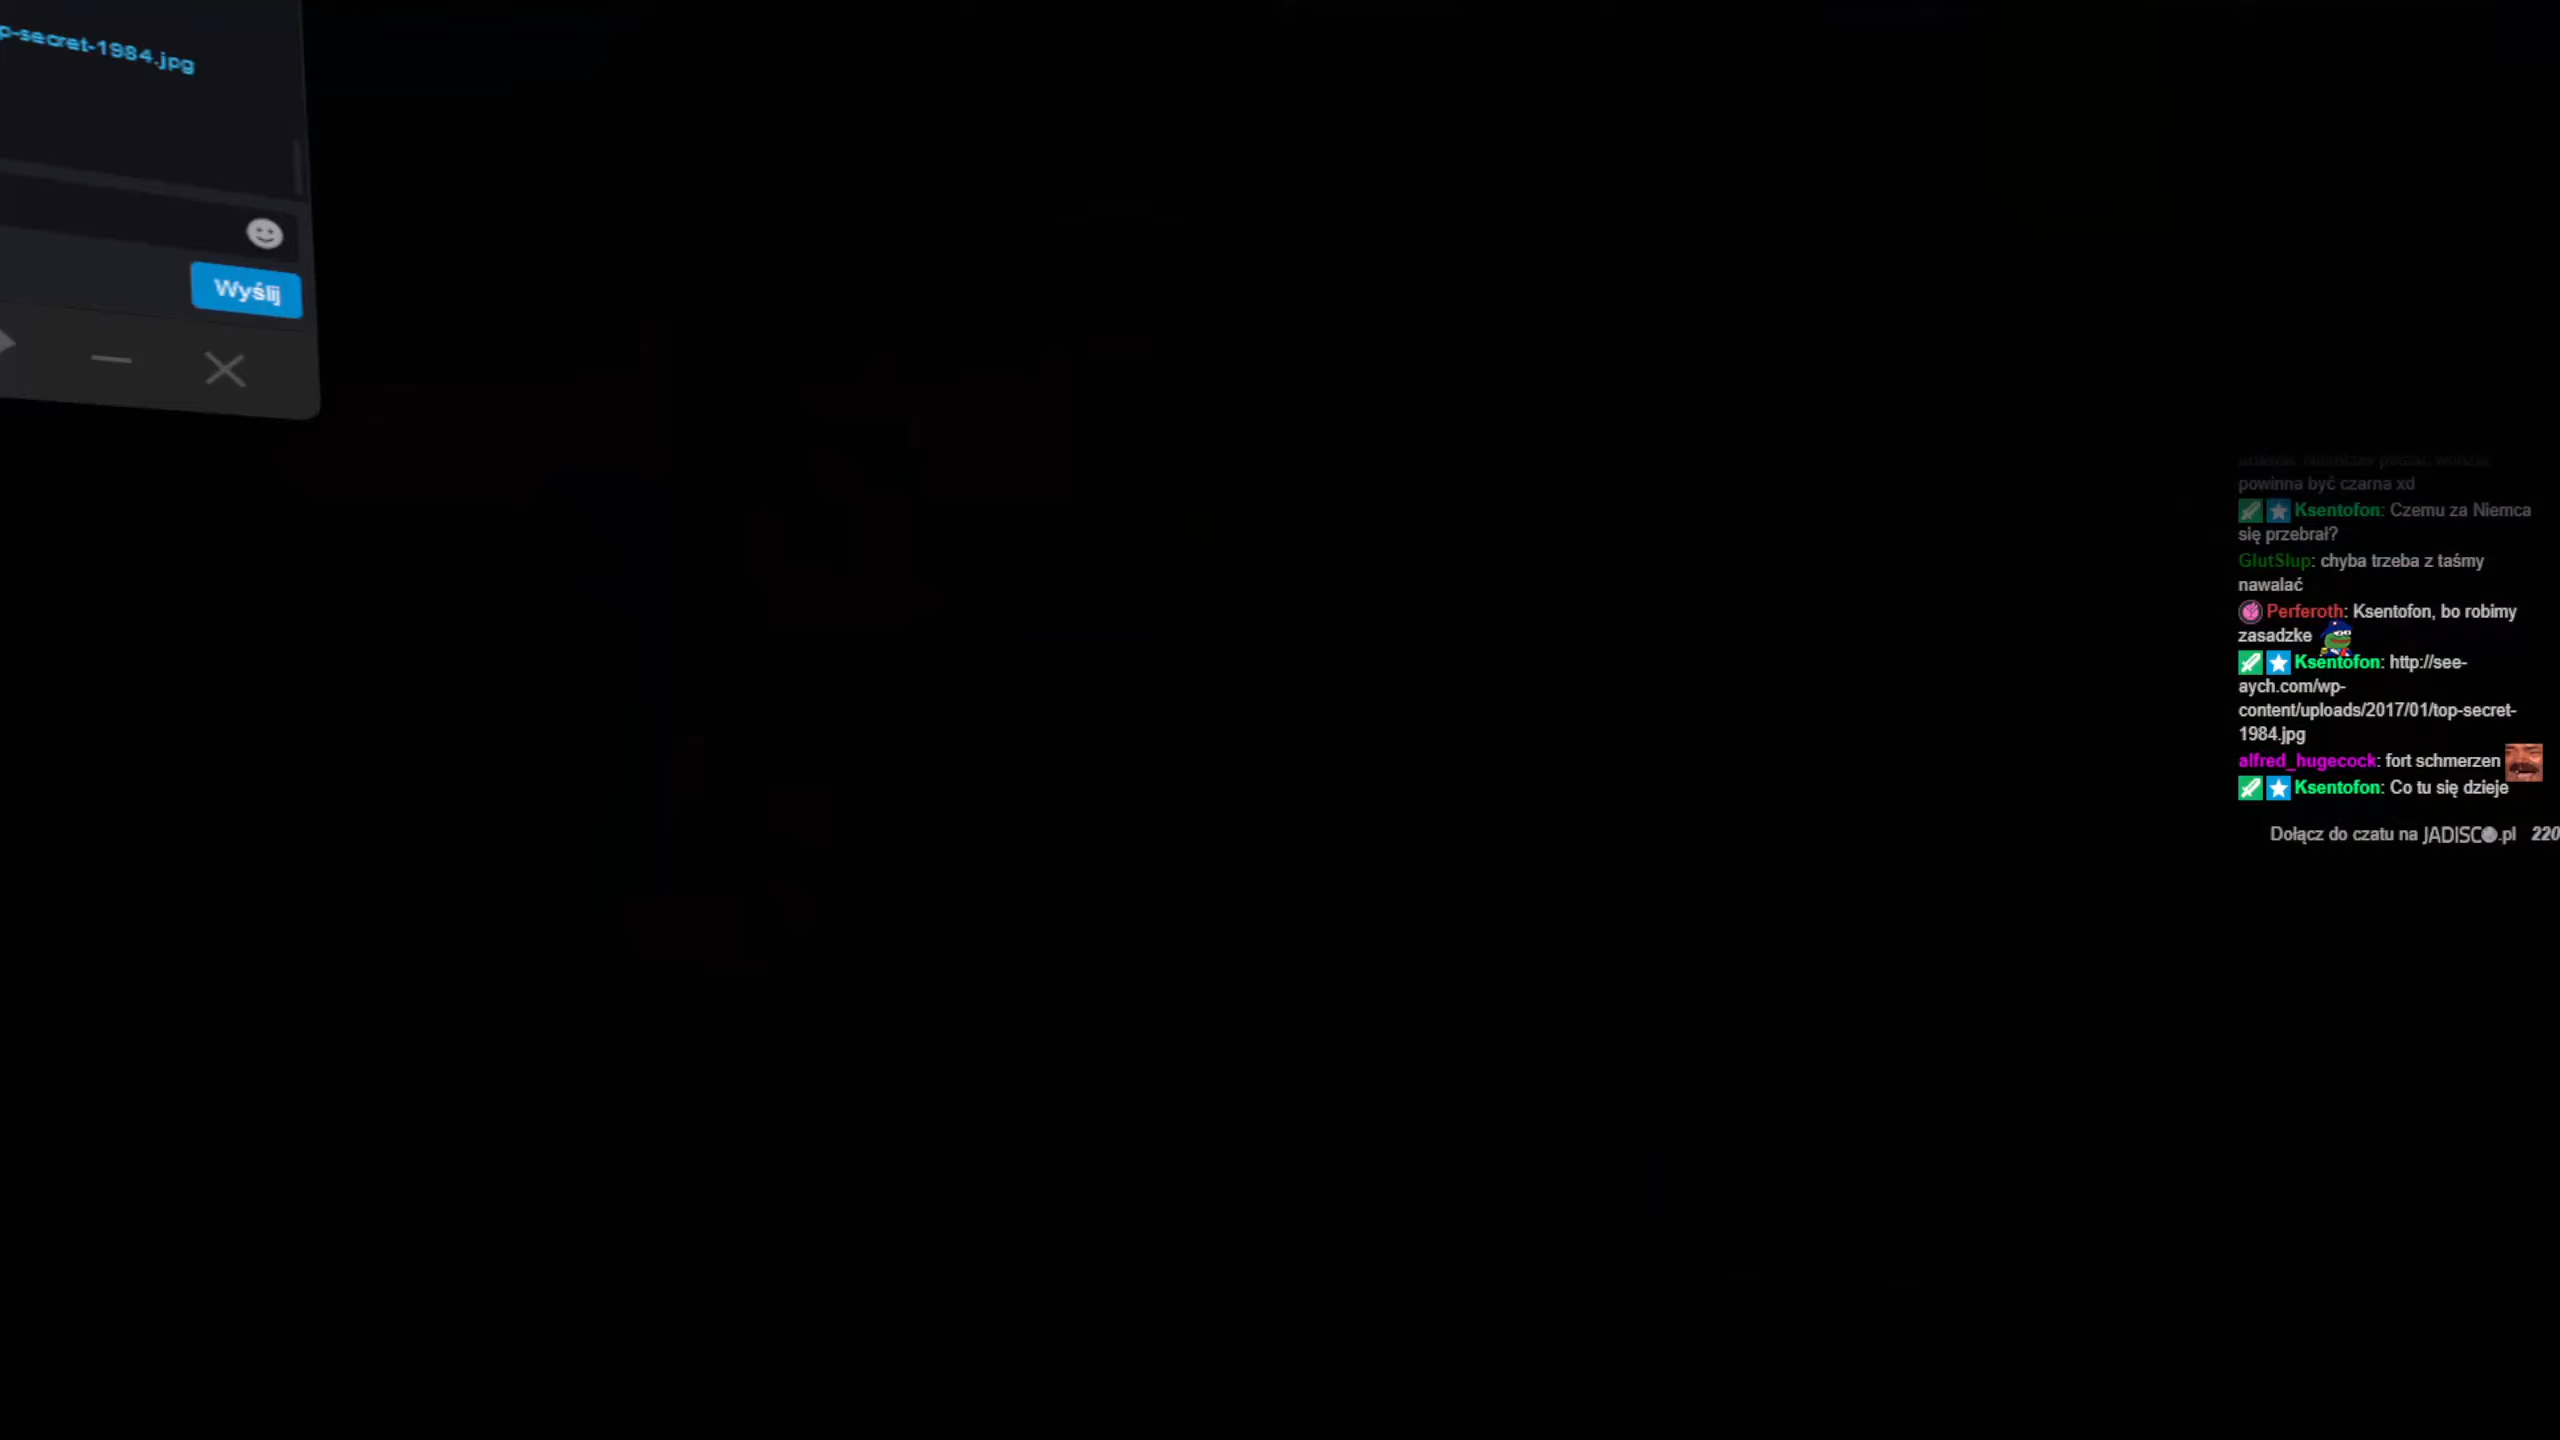 p-secret-1984.jpg
Wyślij
powinna być czarna xd
Ksentofon: Czemu za Niemca
się przebrał?
GlutSlup: chyba trzeba z taśmy
nawalać
Perferoth: Ksentofon, bo robimy
zasadzke
Ksentofon: http://see-
aych.com/wp-
content/uploads/2017/01/top-secret-
1984.jpg
alfred_hugecock: fort schmerzen
Ksentofon: Co tu się dzieje
Dołącz do czatu na JADISCO.pl 220